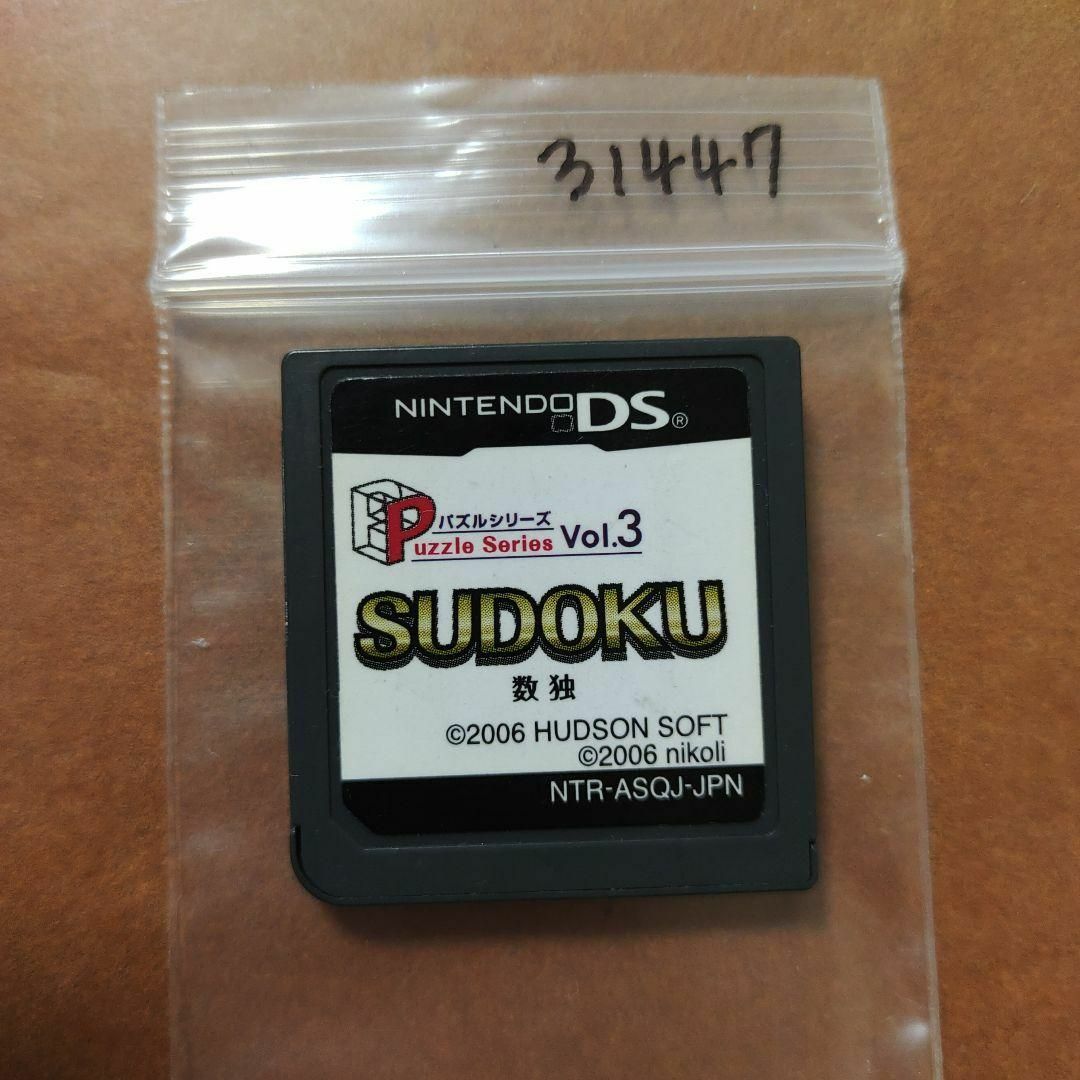 31447
NINTENDO DS®
パズルシリーズ
Puzzle Series Vol.3
SUDOKU
数独
©2006 HUDSON SOFT
©2006 nikoli
NTR-ASQJ-JPN